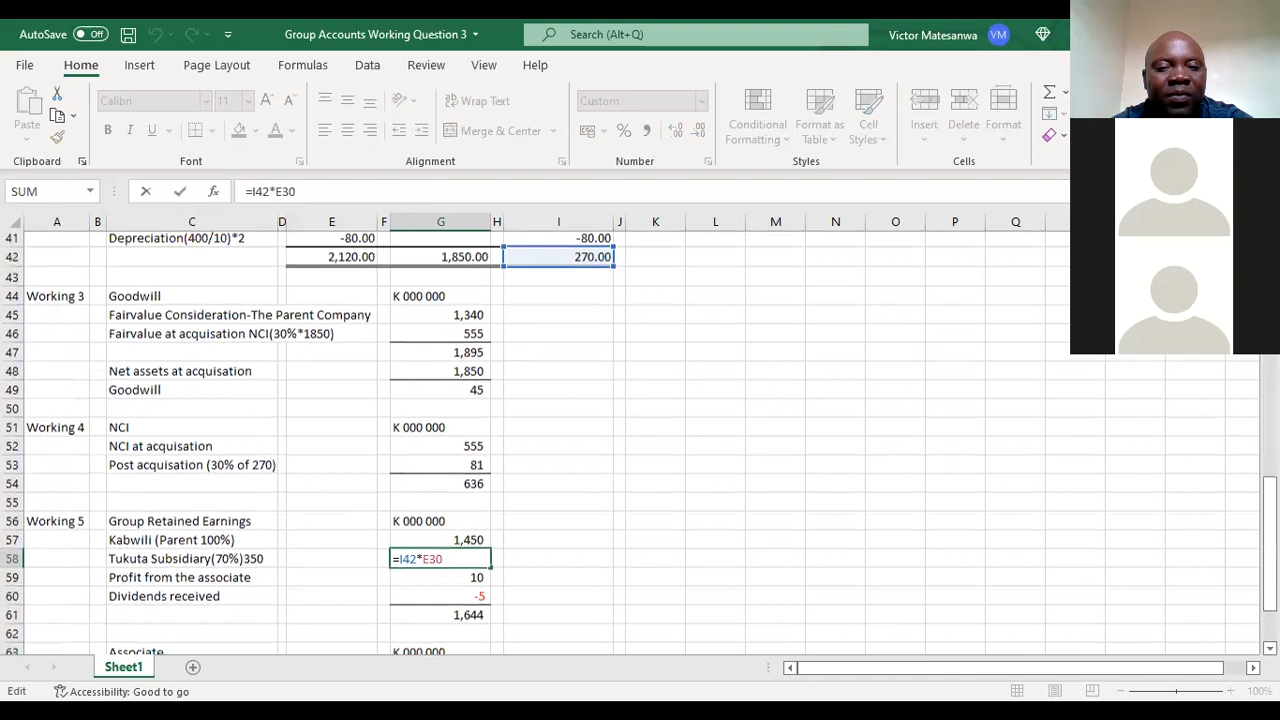 AutoSave Off Group Accounts Working Question 3 Search (Alt+Q) Victor Matesanwa VM
File Home Insert Page Layout Formulas Data Review View Help
Paste Calibri 11 A A Wrap Text Custom Conditional Formatting Format as Table Cell Styles Insert Delete Format
B I U A Merge & Center % ,
Clipboard Font Alignment Number Styles Cells
SUM fx =I42*E30
A B C D E F G H I J K L M N O P Q
41 Depreciation(400/10)*2 -80.00 -80.00
42 2,120.00 1,850.00 270.00
43
44 Working 3 Goodwill K 000 000
45 Fairvalue Consideration-The Parent Company 1,340
46 Fairvalue at acquisation NCI(30%*1850) 555
47 1,895
48 Net assets at acquisation 1,850
49 Goodwill 45
50
51 Working 4 NCI K 000 000
52 NCI at acquisation 555
53 Post acquisation (30% of 270) 81
54 636
55
56 Working 5 Group Retained Earnings K 000 000
57 Kabwili (Parent 100%) 1,450
58 Tukuta Subsidiary(70%)350 =I42*E30
59 Profit from the associate 10
60 Dividends received -5
61 1,644
62
63 Associate K 000 000
Sheet1
Edit Accessibility: Good to go 100%